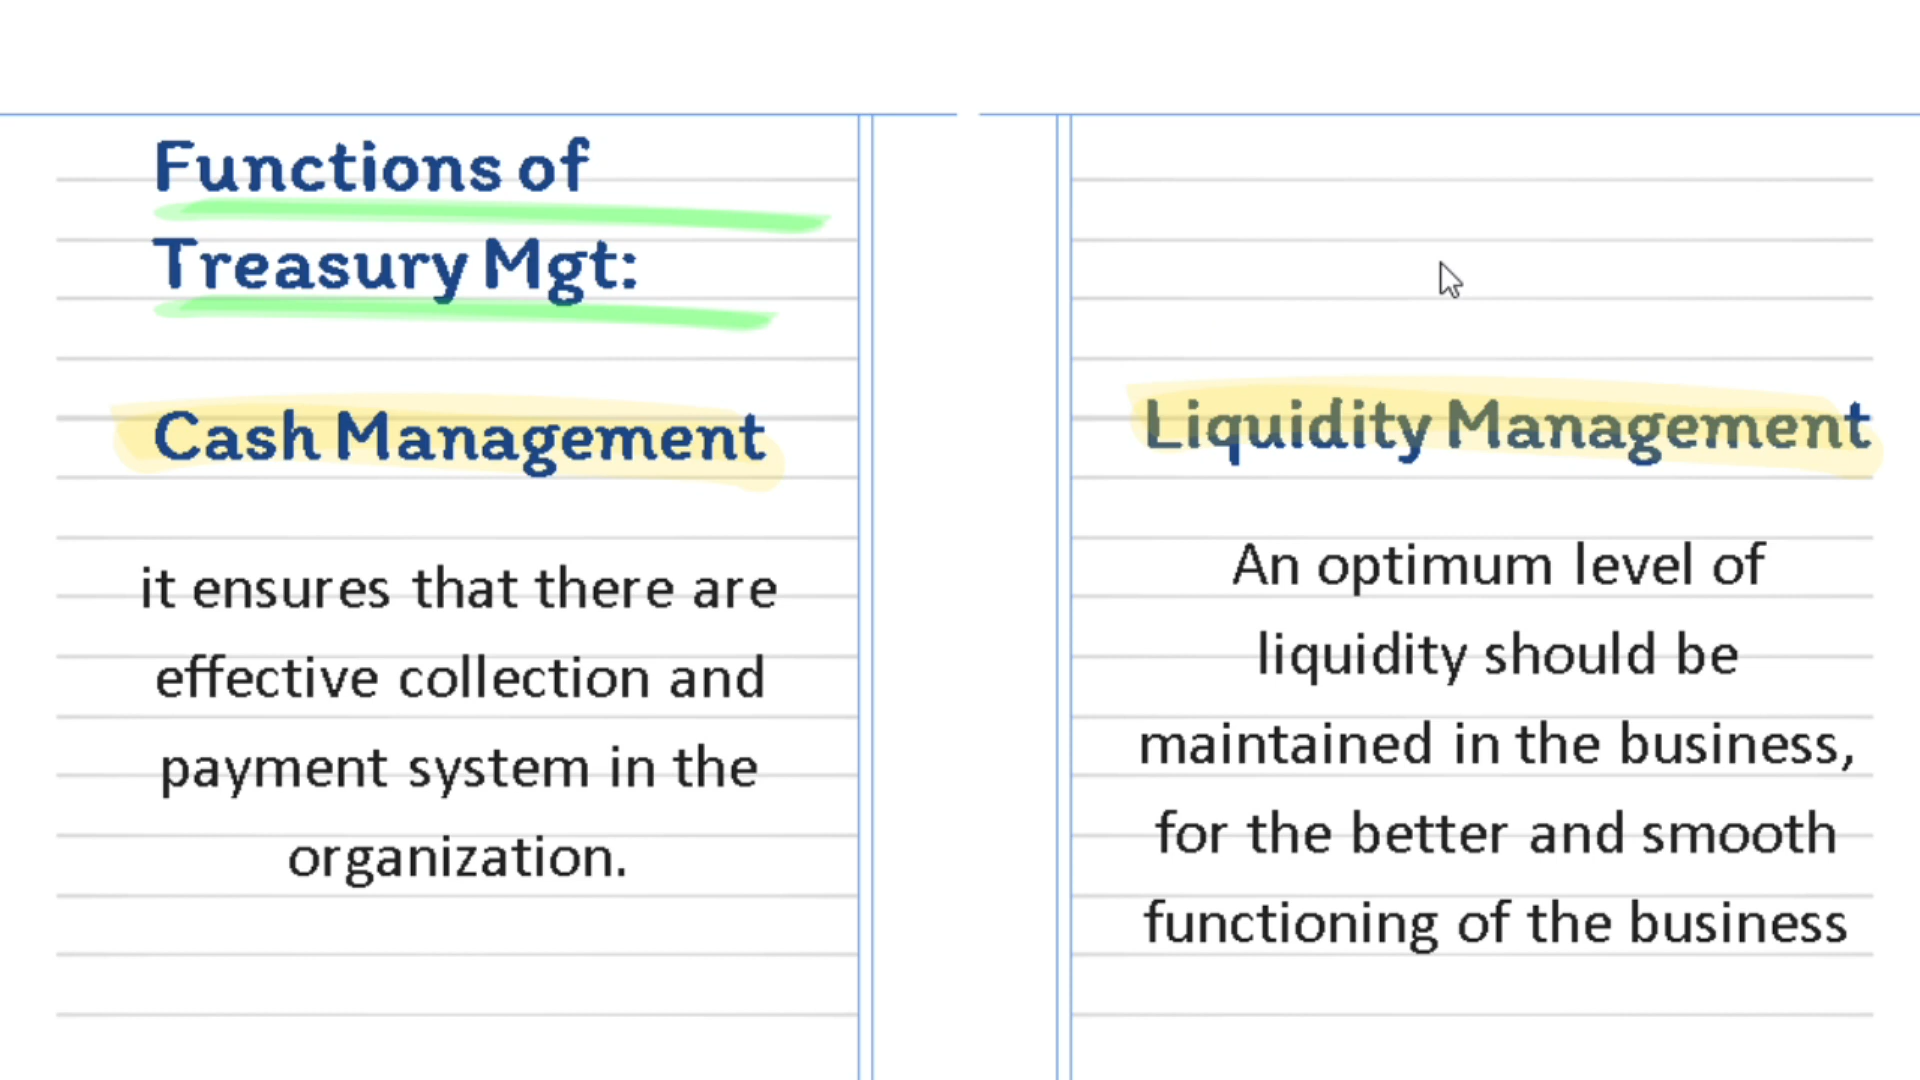 Functions of
Treasury Mgt:
Cash Management
it ensures that there are
effective collection and
payment system in the
organization.
Liquidity Management
An optimum level of
liquidity should be
maintained in the business,
for the better and smooth
functioning of the business